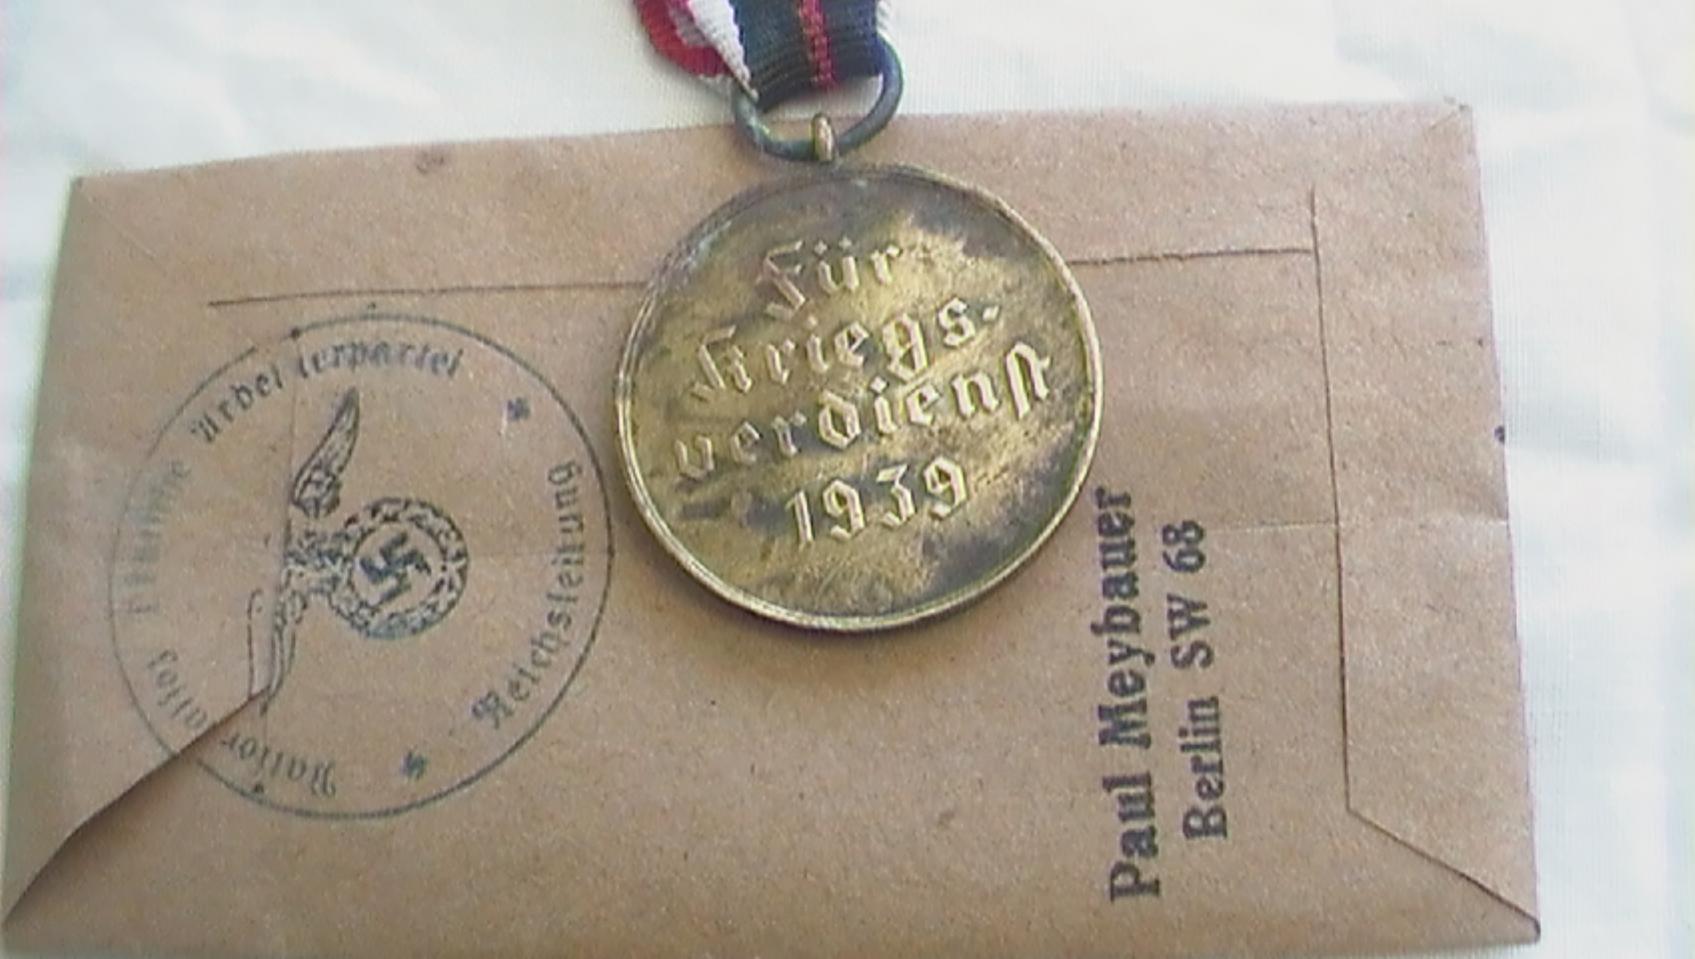 Für
Kriegs-
verdienst
1939
Arbeiterpartei
Reichsleitung
Paul Meybauer
Berlin SW 68